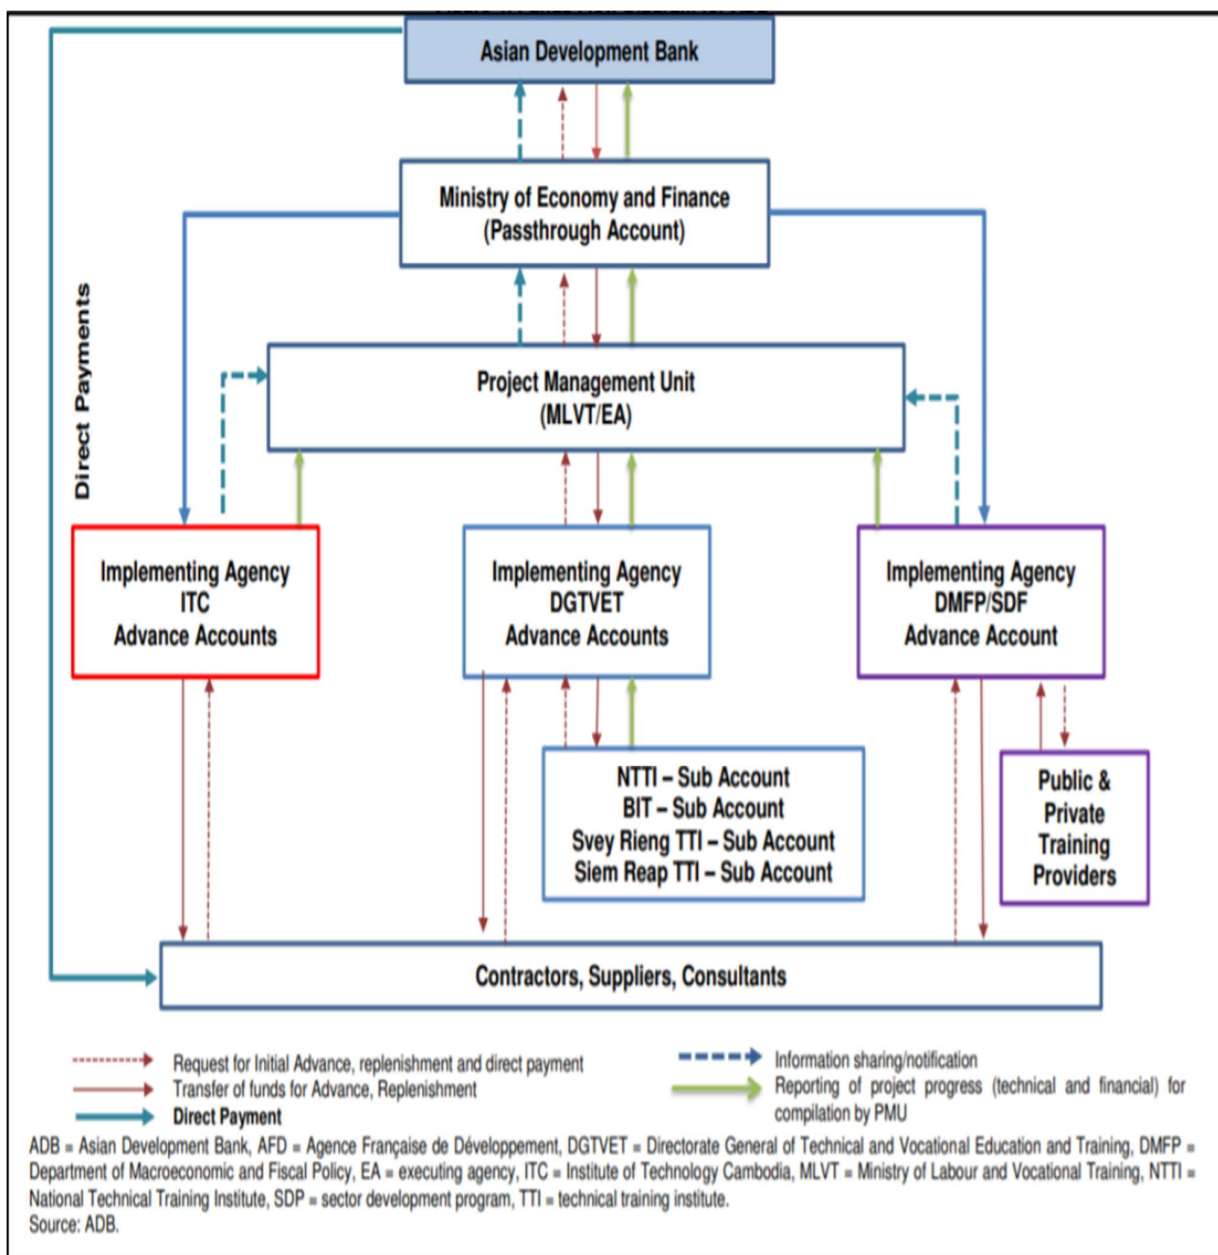 Asian Development Bank
Ministry of Economy and Finance
(Passthrough Account)
Direct Payments
Project Management Unit
(MLVT/EA)
Implementing Agency
ITC
Advance Accounts
Implementing Agency
DGTVET
Advance Accounts
Implementing Agency
DMFP/SDF
Advance Account
NTTI – Sub Account
BIT – Sub Account
Svey Rieng TTI – Sub Account
Siem Reap TTI – Sub Account
Public &
Private
Training
Providers
Contractors, Suppliers, Consultants
Request for Initial Advance, replenishment and direct payment
Transfer of funds for Advance, Replenishment
Direct Payment
Information sharing/notification
Reporting of project progress (technical and financial) for
compilation by PMU
ADB = Asian Development Bank, AFD = Agence Française de Développement, DGTVET = Directorate General of Technical and Vocational Education and Training, DMFP =
Department of Macroeconomic and Fiscal Policy, EA = executing agency, ITC = Institute of Technology Cambodia, MLVT = Ministry of Labour and Vocational Training, NTTI =
National Technical Training Institute, SDP = sector development program, TTI = technical training institute.
Source: ADB.